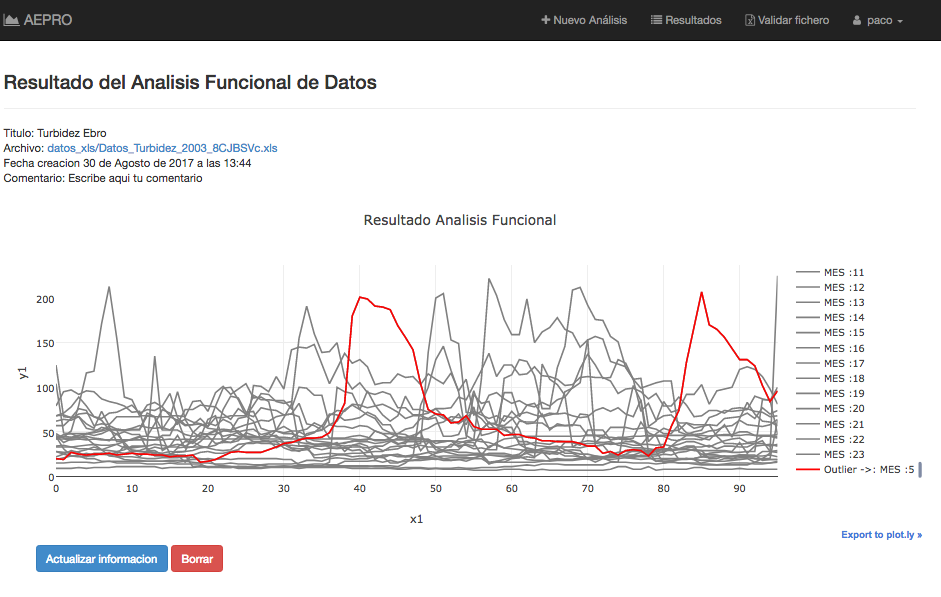 AEPRO
Nuevo Análisis
Resultados
Validar fichero
paco
Resultado del Analisis Funcional de Datos
Titulo: Turbidez Ebro
Archivo: datos_xls/Datos_Turbidez_2003_8CJBSVc.xls
Fecha creacion 30 de Agosto de 2017 a las 13:44
Comentario: Escribe aqui tu comentario
Resultado Analisis Funcional
y1
200
150
100
50
0
0 10 20 30 40 50 60 70 80 90
x1
MES :11
MES :12
MES :13
MES :14
MES :15
MES :16
MES :17
MES :18
MES :19
MES :20
MES :21
MES :22
MES :23
Outlier ->: MES :5
Export to plot.ly »
Actualizar informacion
Borrar